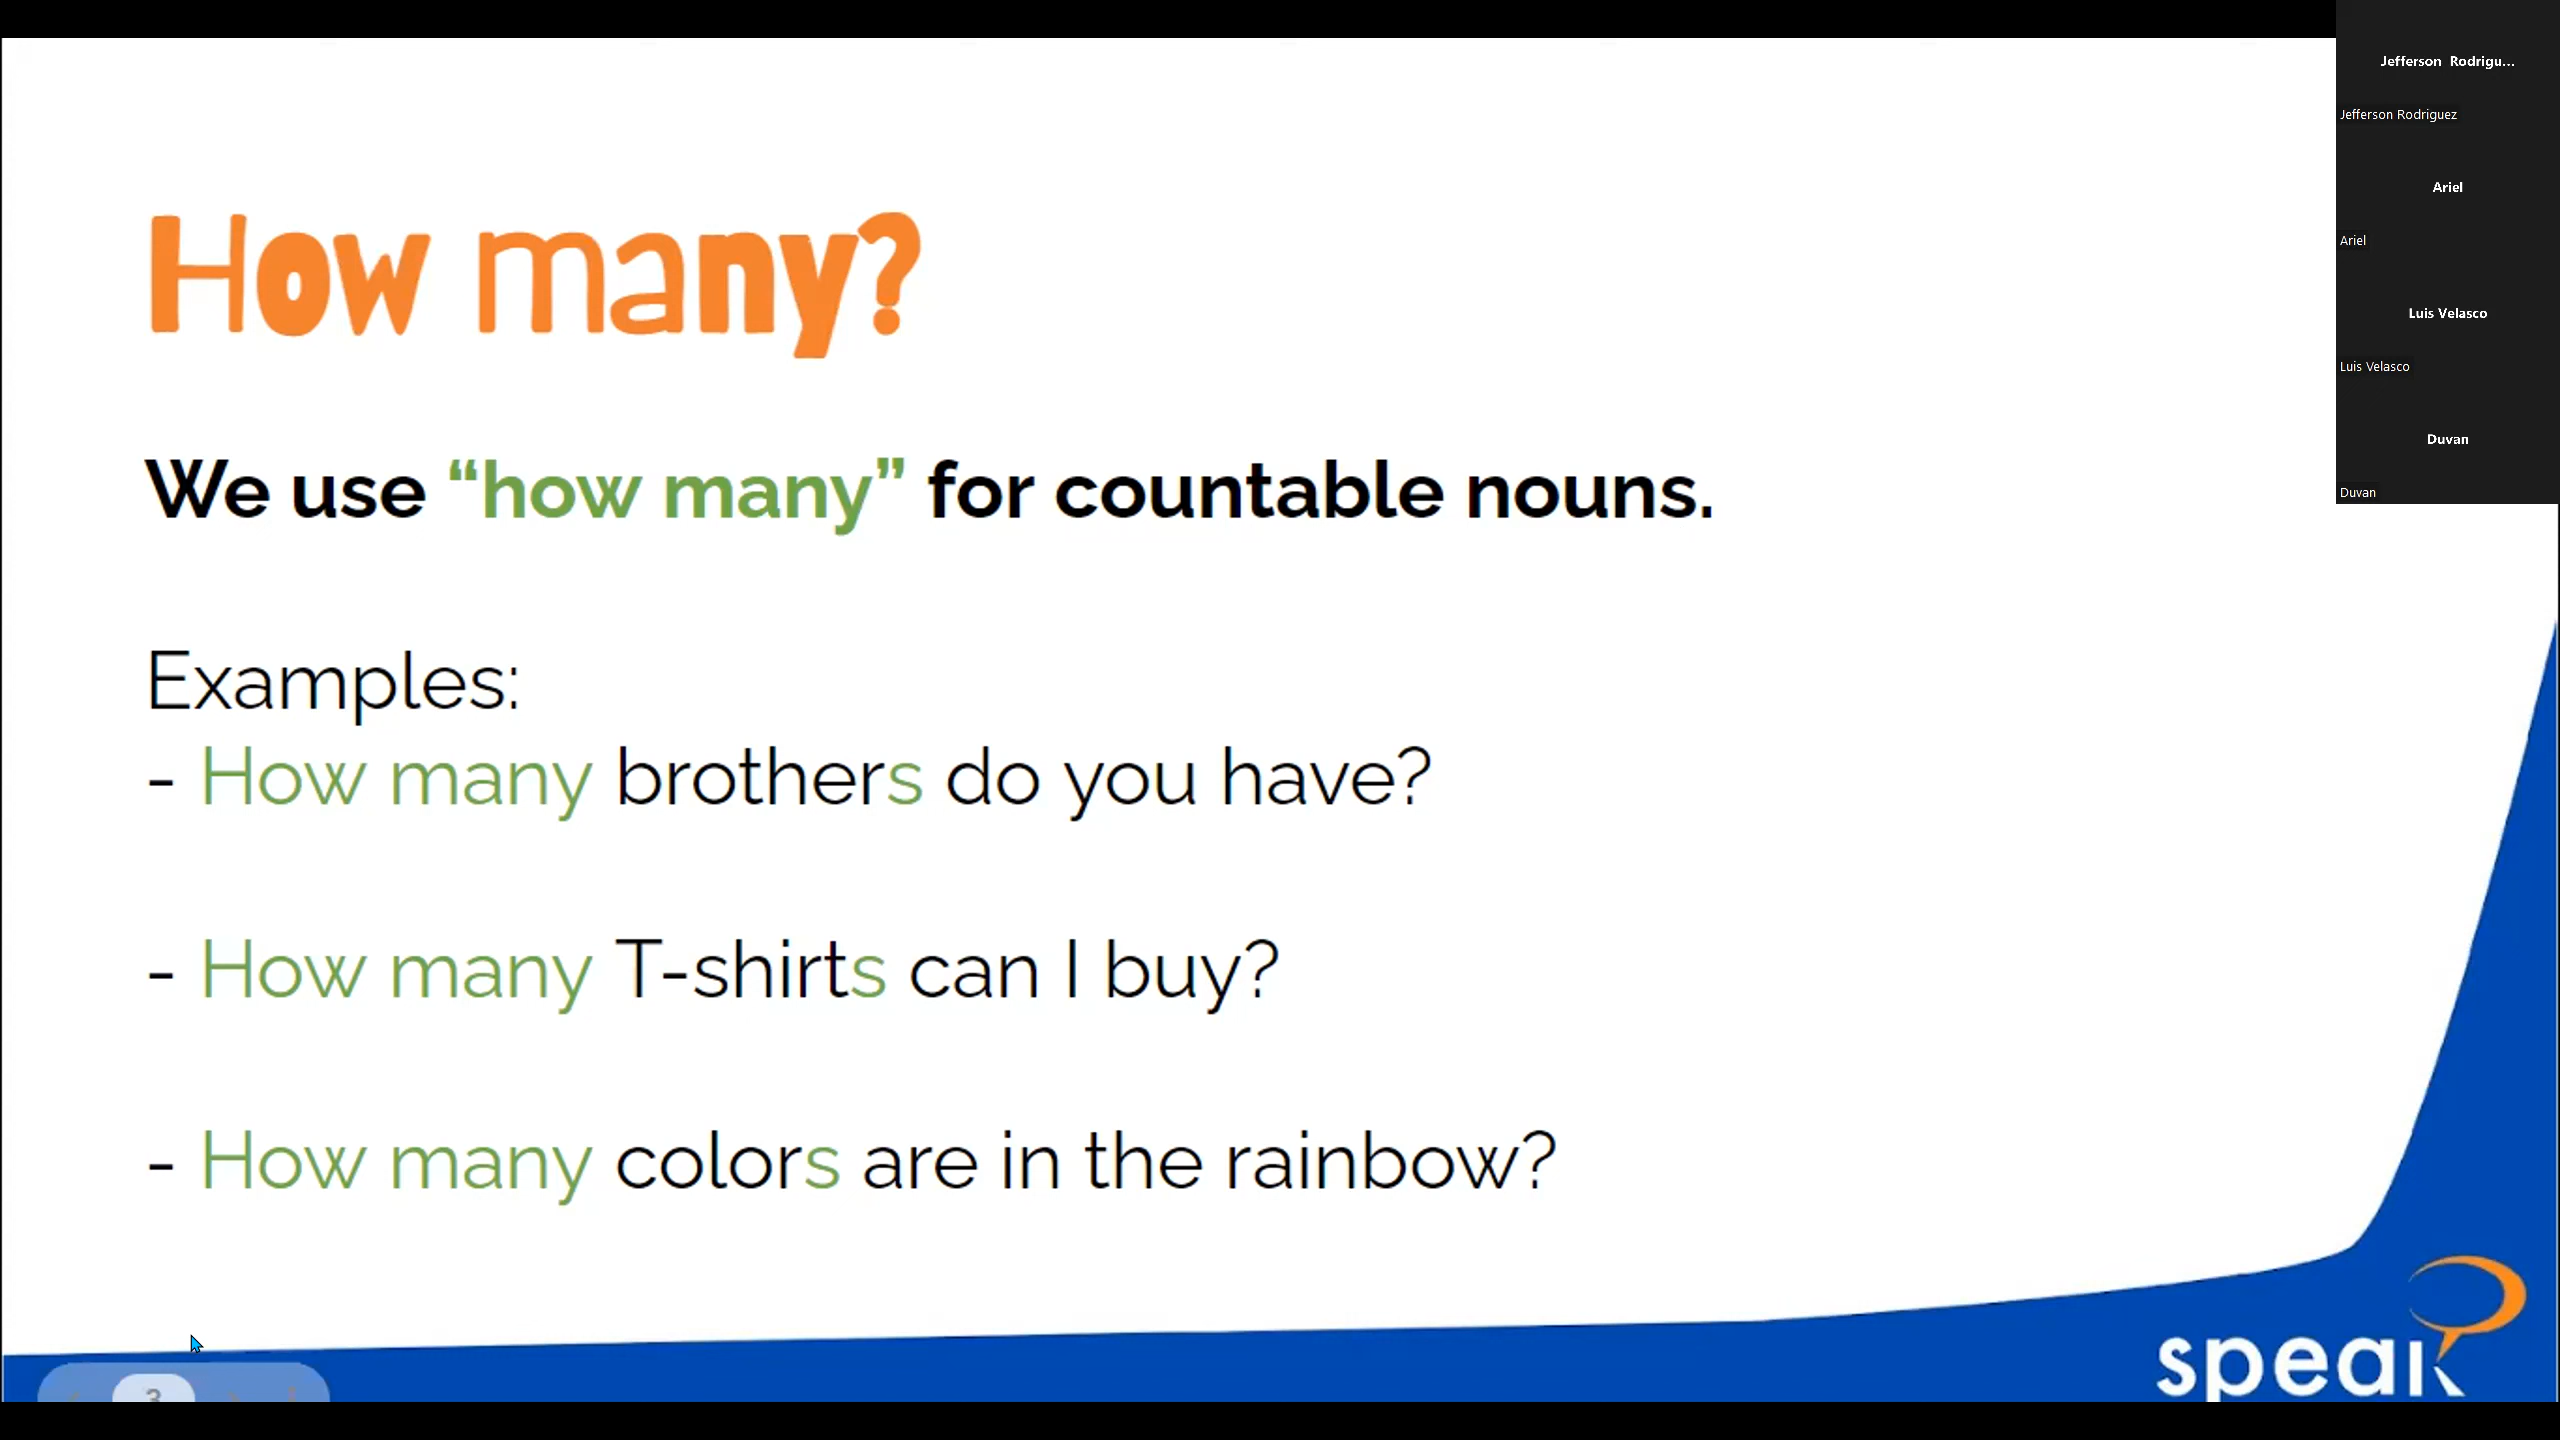 How many?
We use “how many” for countable nouns.
Examples:
- How many brothers do you have?
- How many T-shirts can I buy?
- How many colors are in the rainbow?
3
speak
Jefferson Rodrigu...
Jefferson Rodriguez
Ariel
Ariel
Luis Velasco
Luis Velasco
Duvan
Duvan